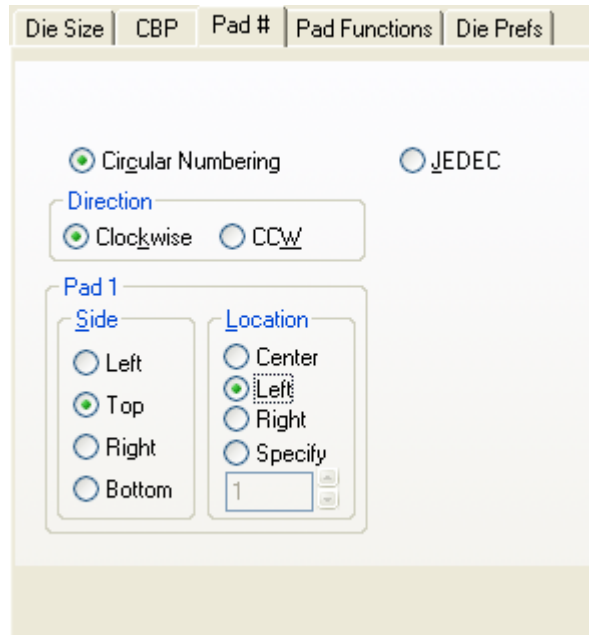 Die Size CBP Pad # Pad Functions Die Prefs
Circular Numbering JEDEC
Direction
Clockwise CCW
Pad 1
Side
Left
Top
Right
Bottom
Location
Center
Left
Right
Specify
1